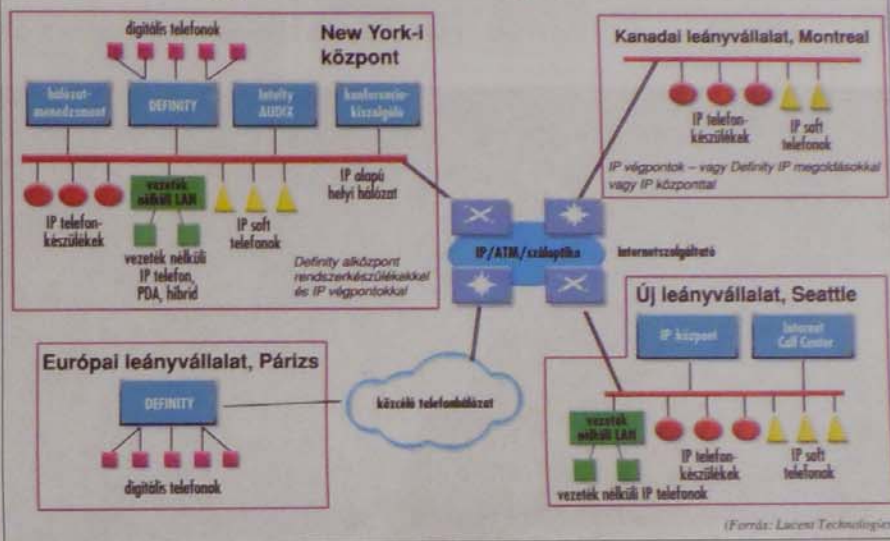 New York-i
központ
digitális telefonok
hálózat-
menedzsment
DEFINITY
Intuity
AUDIX
konferencia-
kiszolgáló
IP telefon-
készülékek
vezeték
nélküli LAN
vezeték nélküli
IP telefon,
PDA, hibrid
IP soft
telefonok
IP alapú
helyi hálózat
Definity alközpont
rendszerkészülékekkel
és IP végpontokkal
Kanadai leányvállalat, Montreal
IP telefon-
készülékek
IP soft
telefonok
IP végpontok – vagy Definity IP megoldásokkal
vagy IP központtal
IP/ATM/száloptika
Internetszolgáltató
Európai leányvállalat, Párizs
DEFINITY
digitális telefonok
közcélú telefonhálózat
Új leányvállalat, Seattle
IP központ
Internet
Call Center
vezeték
nélküli LAN
vezeték nélküli IP telefonok
IP telefon-
készülékek
IP soft
telefonok
(Forrás: Lucent Technologies